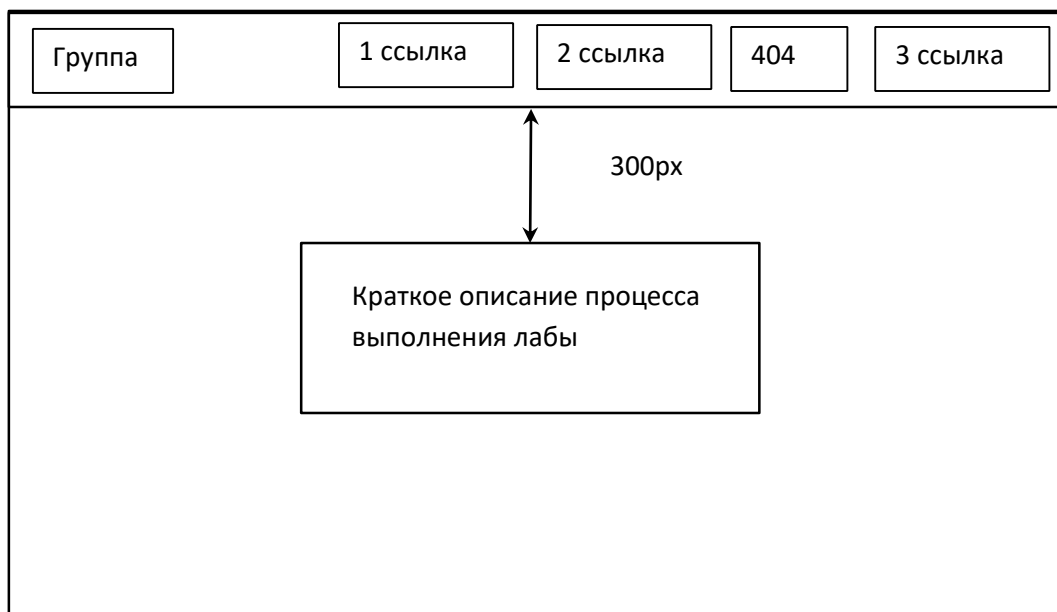 Группа
1 ссылка
2 ссылка
404
3 ссылка
300px
Краткое описание процесса
выполнения лабы